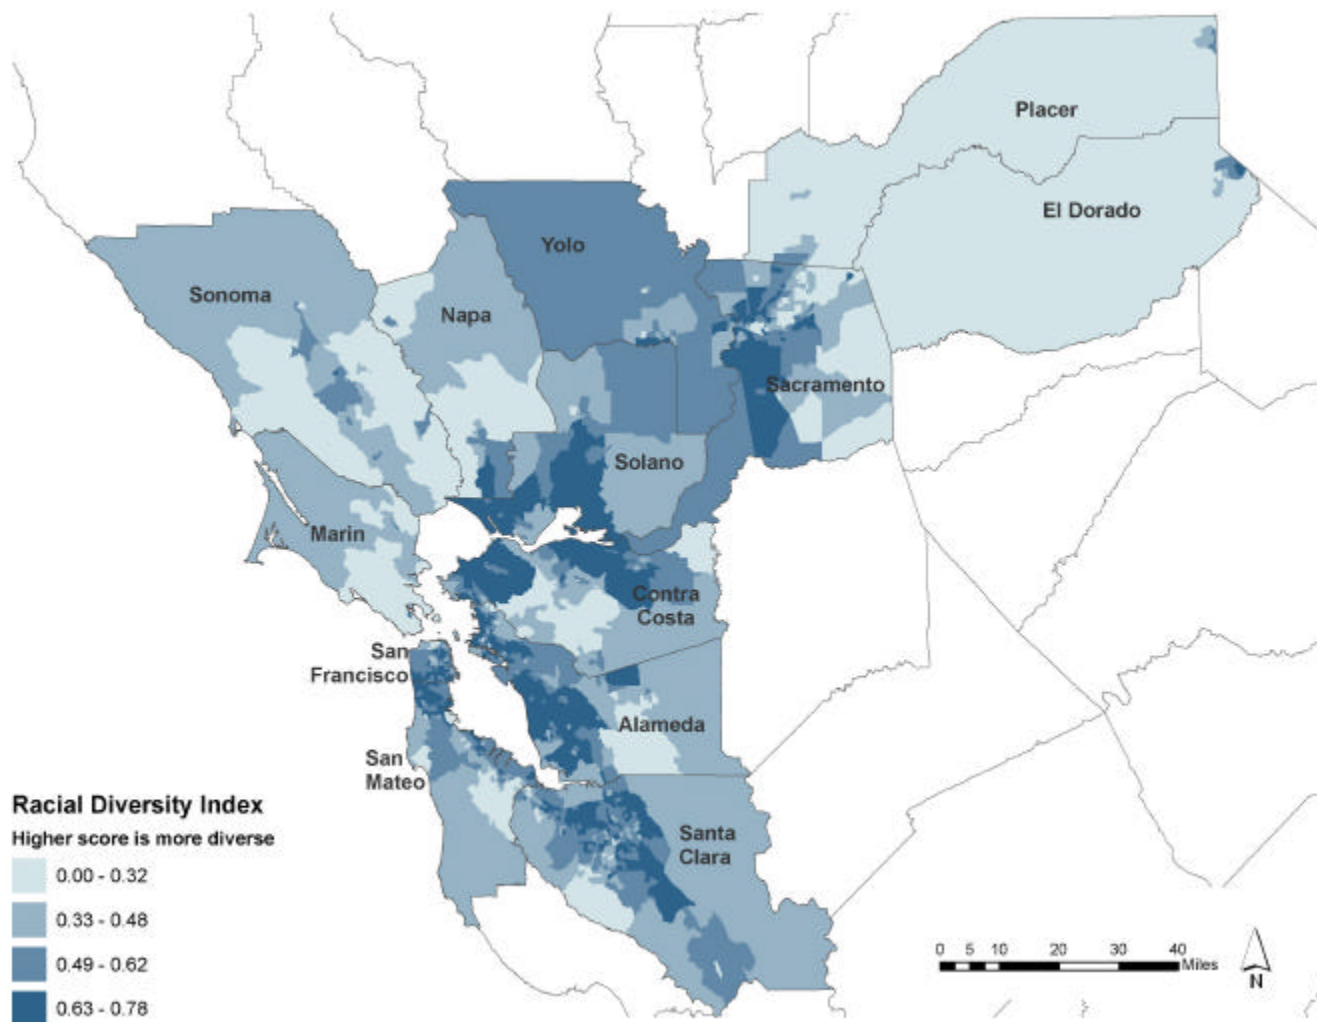 Placer
El Dorado
Yolo
Sonoma
Napa
Sacramento
Solano
Marin
Contra
Costa
San
Francisco
Alameda
San
Mateo
Santa
Clara
Racial Diversity Index
Higher score is more diverse
0.00 - 0.32
0.33 - 0.48
0.49 - 0.62
0.63 - 0.78
0 5 10 20 30 40
Miles
N